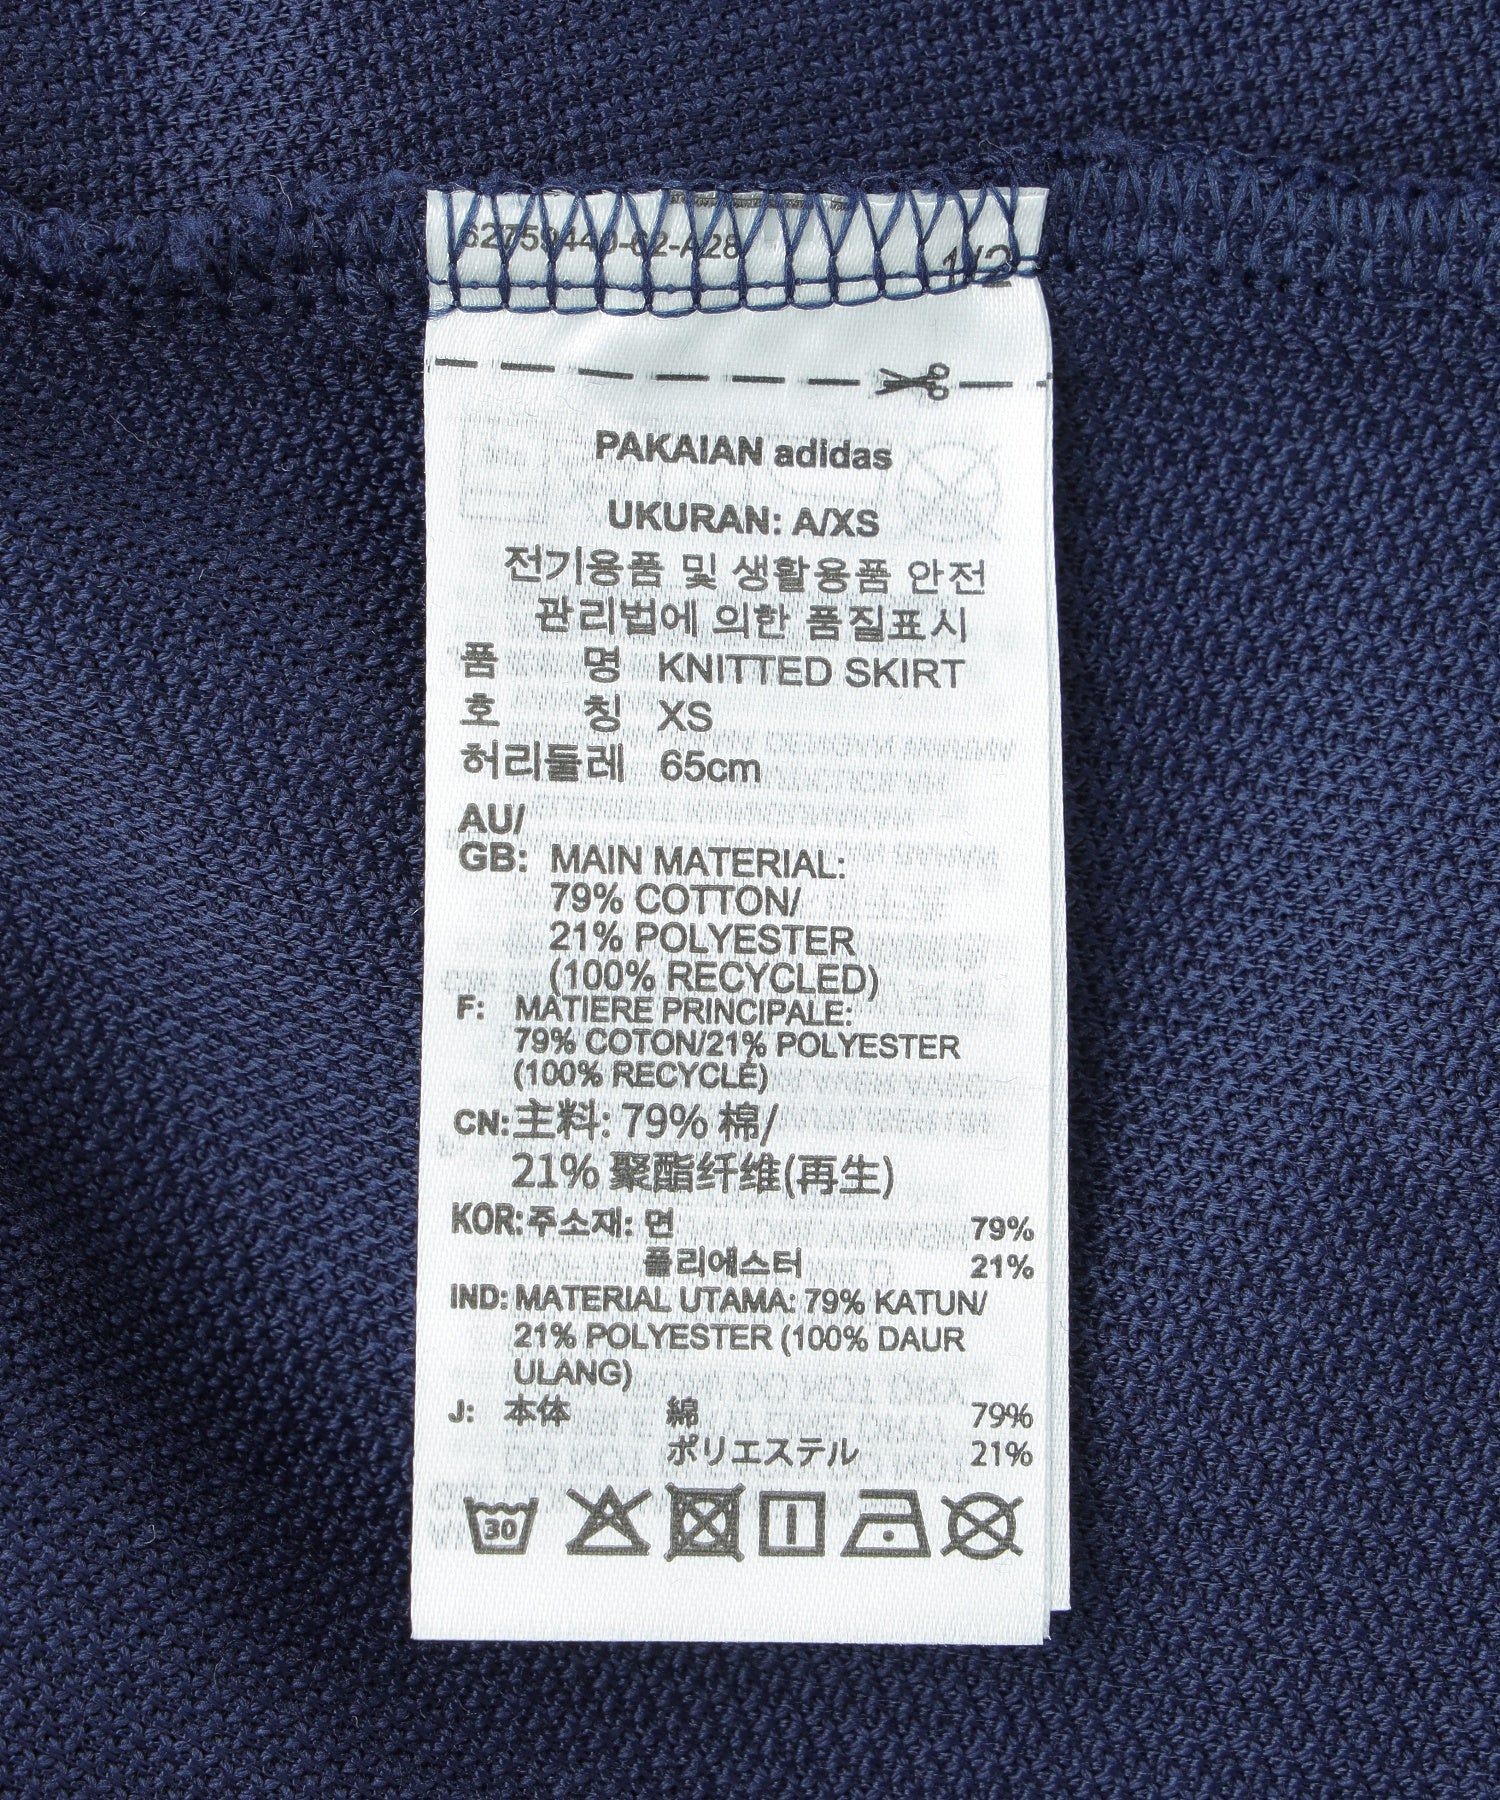 62759440-02-A28
1/2
PAKAIAN adidas
UKURAN: A/XS
전기용품 및 생활용품 안전
관리법에 의한 품질표시
품 명 KNITTED SKIRT
호 칭 XS
허리둘레 65cm
AU/
GB: MAIN MATERIAL:
79% COTTON/
21% POLYESTER
(100% RECYCLED)
F: MATIERE PRINCIPALE:
79% COTON/21% POLYESTER
(100% RECYCLÉ)
CN: 主料: 79% 棉/
21% 聚酯纤维(再生)
KOR: 주소재: 면 79%
폴리에스터 21%
IND: MATERIAL UTAMA: 79% KATUN/
21% POLYESTER (100% DAUR
ULANG)
J: 本体 綿 79%
ポリエステル 21%
30